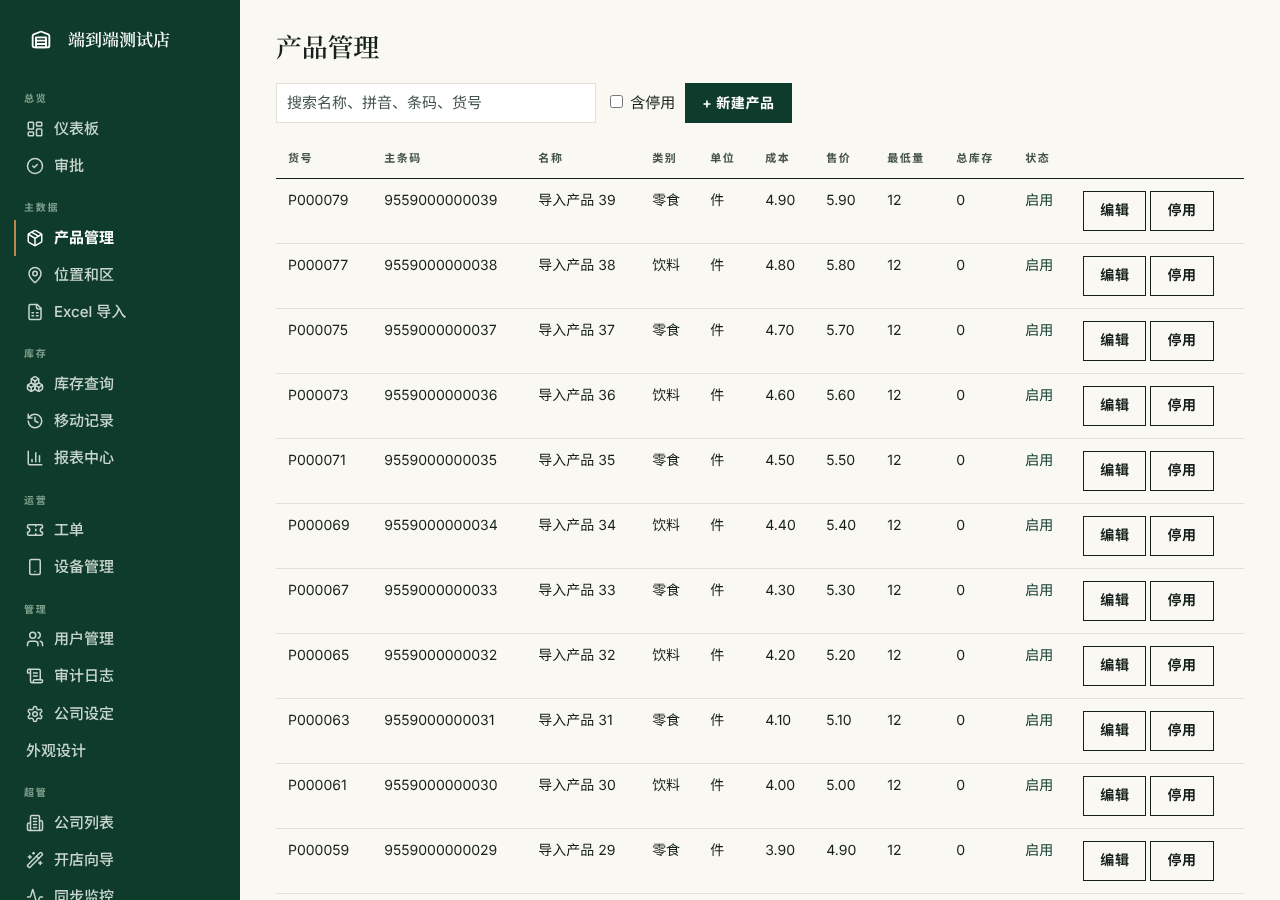 端到端测试店
总览
仪表板
审批
主数据
产品管理
位置和区
Excel 导入
库存
库存查询
移动记录
报表中心
运营
工单
设备管理
管理
用户管理
审计日志
公司设定
外观设计
超管
公司列表
开店向导
同步监控
产品管理
搜索名称、拼音、条码、货号
含停用
+ 新建产品
货号 主条码 名称 类别 单位 成本 售价 最低量 总库存 状态
P000079 9559000000039 导入产品 39 零食 件 4.90 5.90 12 0 启用 编辑 停用
P000077 9559000000038 导入产品 38 饮料 件 4.80 5.80 12 0 启用 编辑 停用
P000075 9559000000037 导入产品 37 零食 件 4.70 5.70 12 0 启用 编辑 停用
P000073 9559000000036 导入产品 36 饮料 件 4.60 5.60 12 0 启用 编辑 停用
P000071 9559000000035 导入产品 35 零食 件 4.50 5.50 12 0 启用 编辑 停用
P000069 9559000000034 导入产品 34 饮料 件 4.40 5.40 12 0 启用 编辑 停用
P000067 9559000000033 导入产品 33 零食 件 4.30 5.30 12 0 启用 编辑 停用
P000065 9559000000032 导入产品 32 饮料 件 4.20 5.20 12 0 启用 编辑 停用
P000063 9559000000031 导入产品 31 零食 件 4.10 5.10 12 0 启用 编辑 停用
P000061 9559000000030 导入产品 30 饮料 件 4.00 5.00 12 0 启用 编辑 停用
P000059 9559000000029 导入产品 29 零食 件 3.90 4.90 12 0 启用 编辑 停用